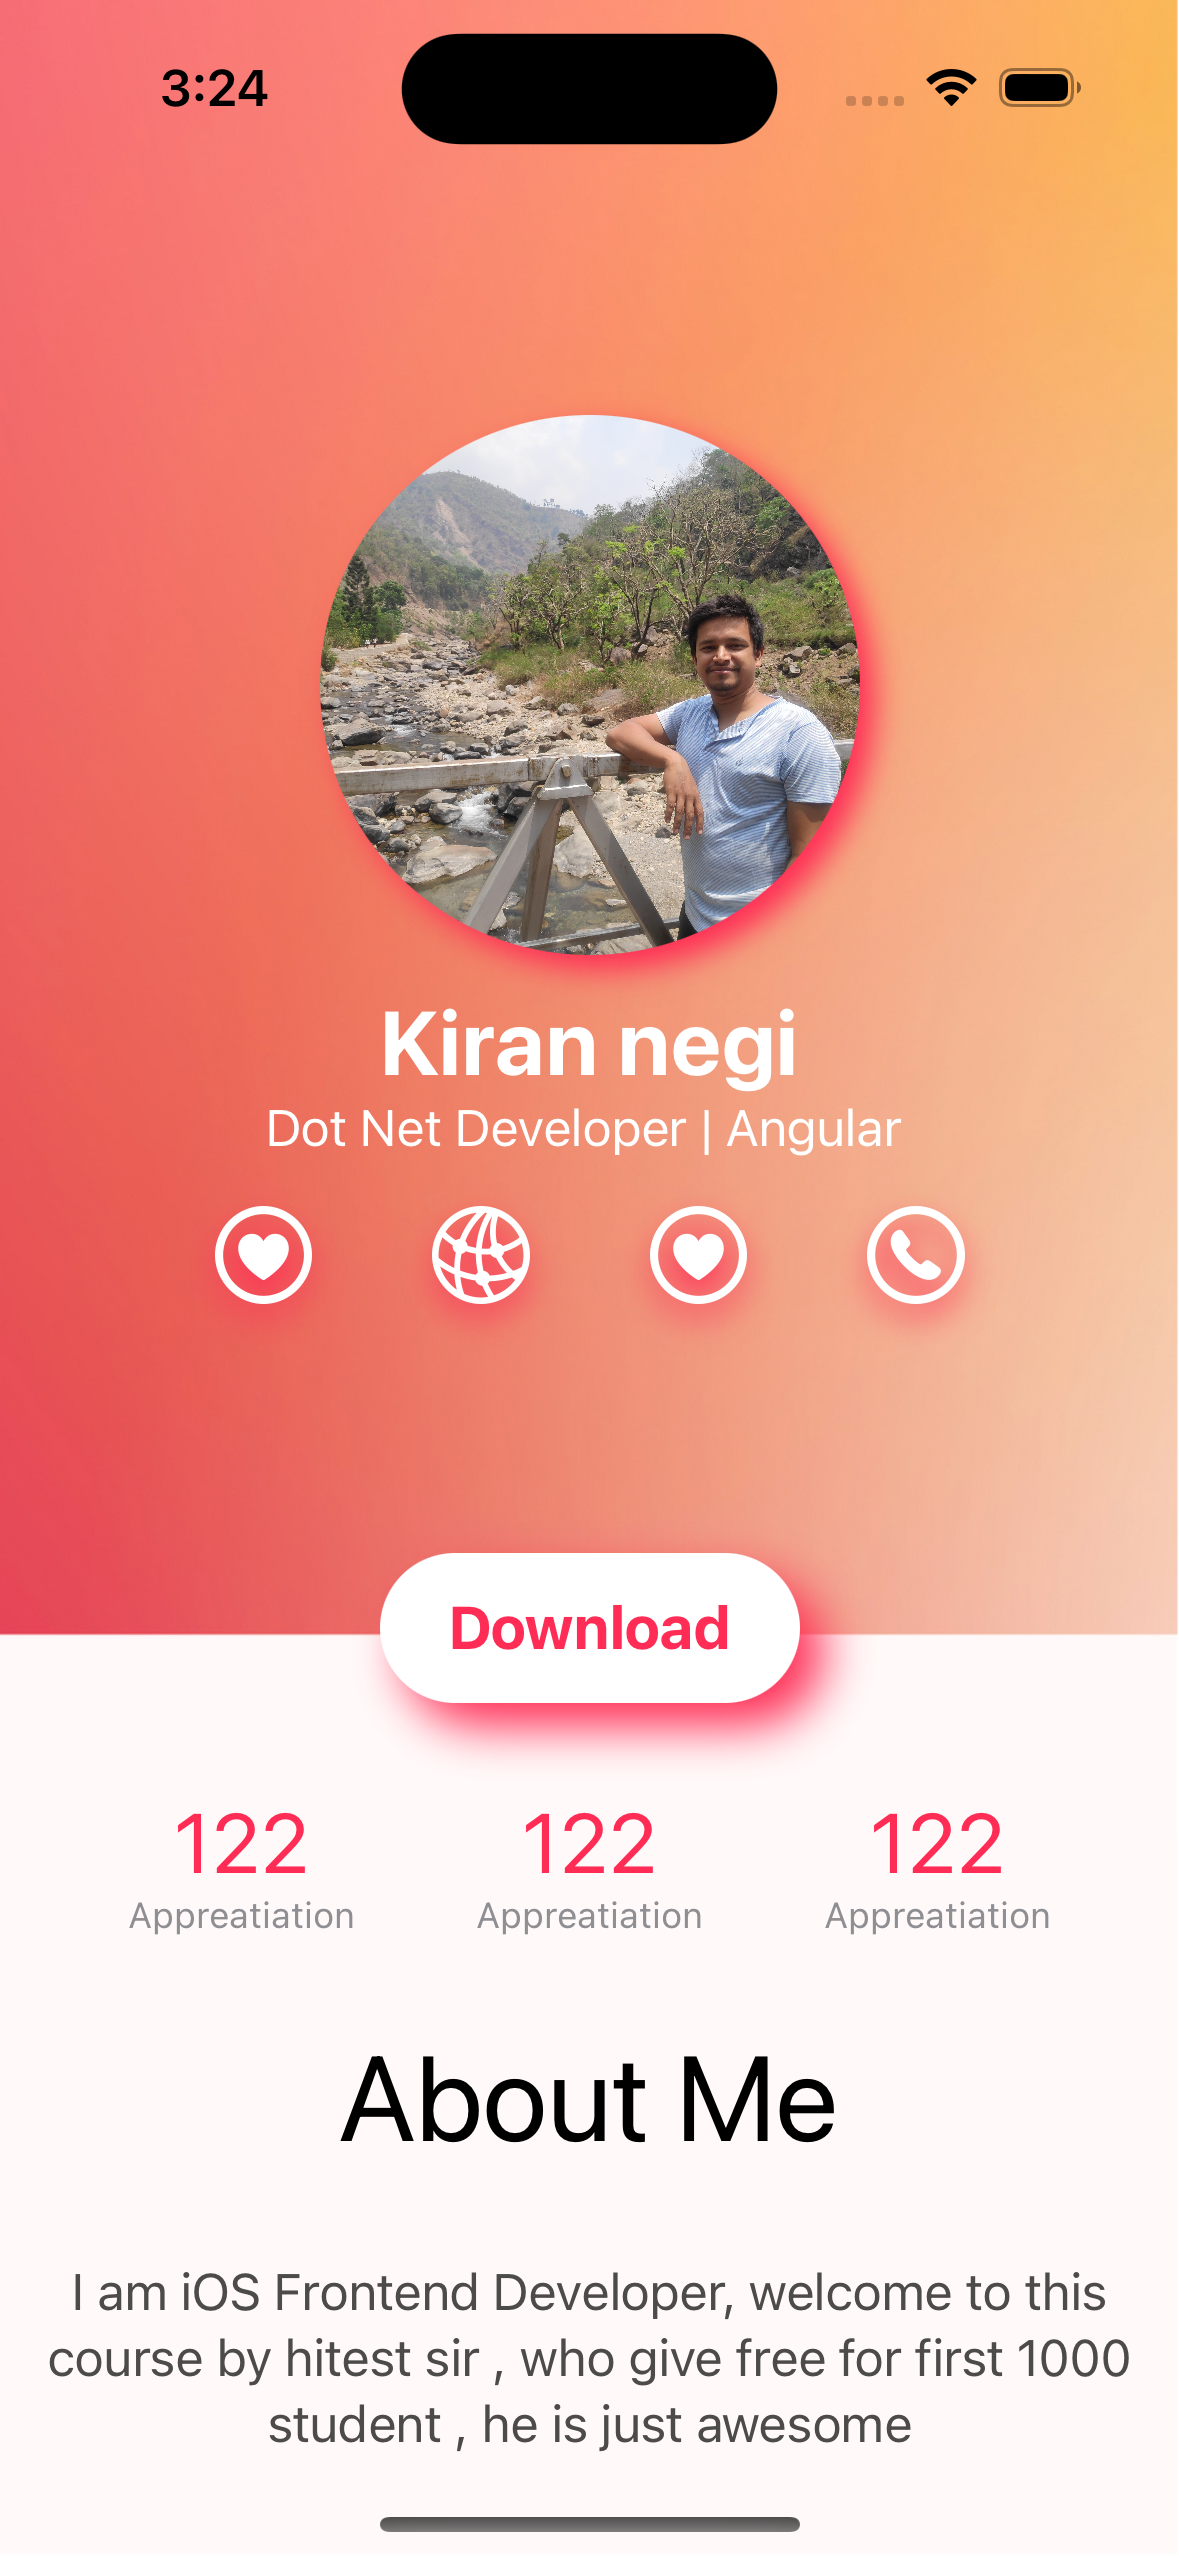 3:24
Kiran negi
Dot Net Developer | Angular
Download
122 122 122
Appreatiation Appreatiation Appreatiation
About Me
I am iOS Frontend Developer, welcome to this
course by hitest sir , who give free for first 1000
student , he is just awesome